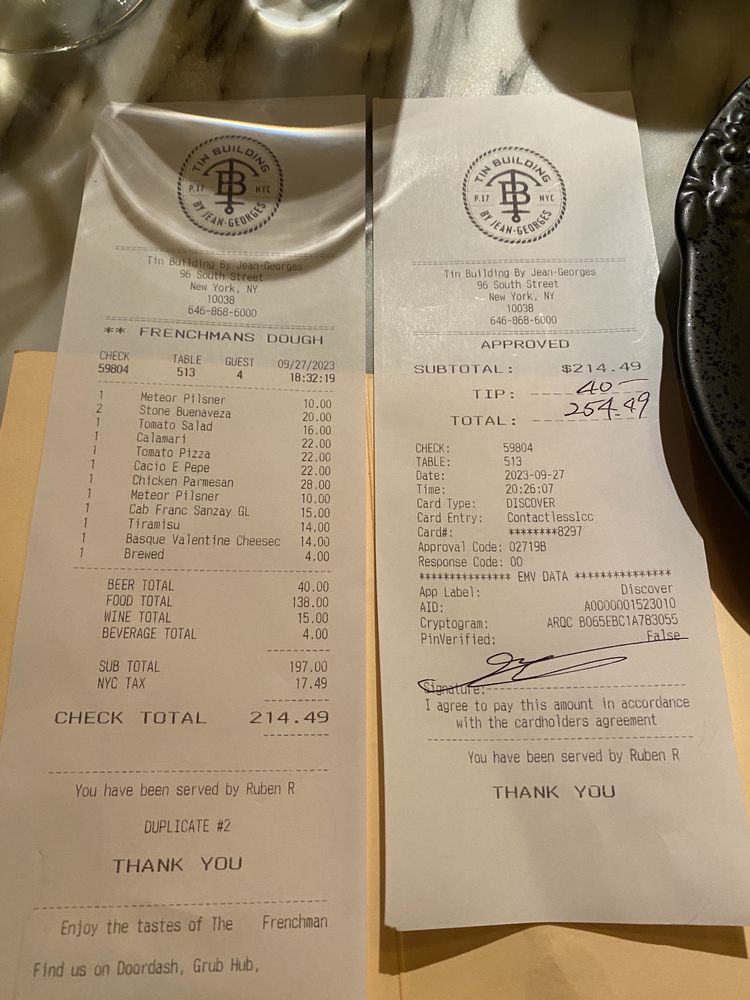 TIN BUILDING
P.17 NYC
BY JEAN-GEORGES
Tin Building By Jean-Georges
96 South Street
New York, NY
10038
646-868-6000
** FRENCHMANS DOUGH
CHECK TABLE GUEST 09/27/2023
59804 513 4 18:32:19
1 Meteor Pilsner 10.00
2 Stone Buenaveza 20.00
1 Tomato Salad 16.00
1 Calamari 22.00
1 Tomato Pizza 22.00
1 Cacio E Pepe 22.00
1 Chicken Parmesan 28.00
1 Meteor Pilsner 10.00
1 Cab Franc Sanzay GL 15.00
1 Tiramisu 14.00
1 Basque Valentine Cheesec 14.00
1 Brewed 4.00
BEER TOTAL 40.00
FOOD TOTAL 138.00
WINE TOTAL 15.00
BEVERAGE TOTAL 4.00
SUB TOTAL 197.00
NYC TAX 17.49
CHECK TOTAL 214.49
You have been served by Ruben R
DUPLICATE #2
THANK YOU
Enjoy the tastes of The Frenchman
Find us on Doordash, Grub Hub,
TIN BUILDING
P.17 NYC
BY JEAN-GEORGES
Tin Building By Jean-Georges
96 South Street
New York, NY
10038
646-868-6000
APPROVED
SUBTOTAL: $214.49
TIP: 40-
TOTAL: 254.49
CHECK: 59804
TABLE: 513
Date: 2023-09-27
Time: 20:26:07
Card Type: DISCOVER
Card Entry: ContactlessIcc
Card#: ********8297
Approval Code: 02719B
Response Code: 00
*************** EMV DATA ***************
App Label: Discover
AID: A0000001523010
Cryptogram: ARQC B065EBC1A783055
PinVerified: False
Signature:
I agree to pay this amount in accordance
with the cardholders agreement
You have been served by Ruben R
THANK YOU